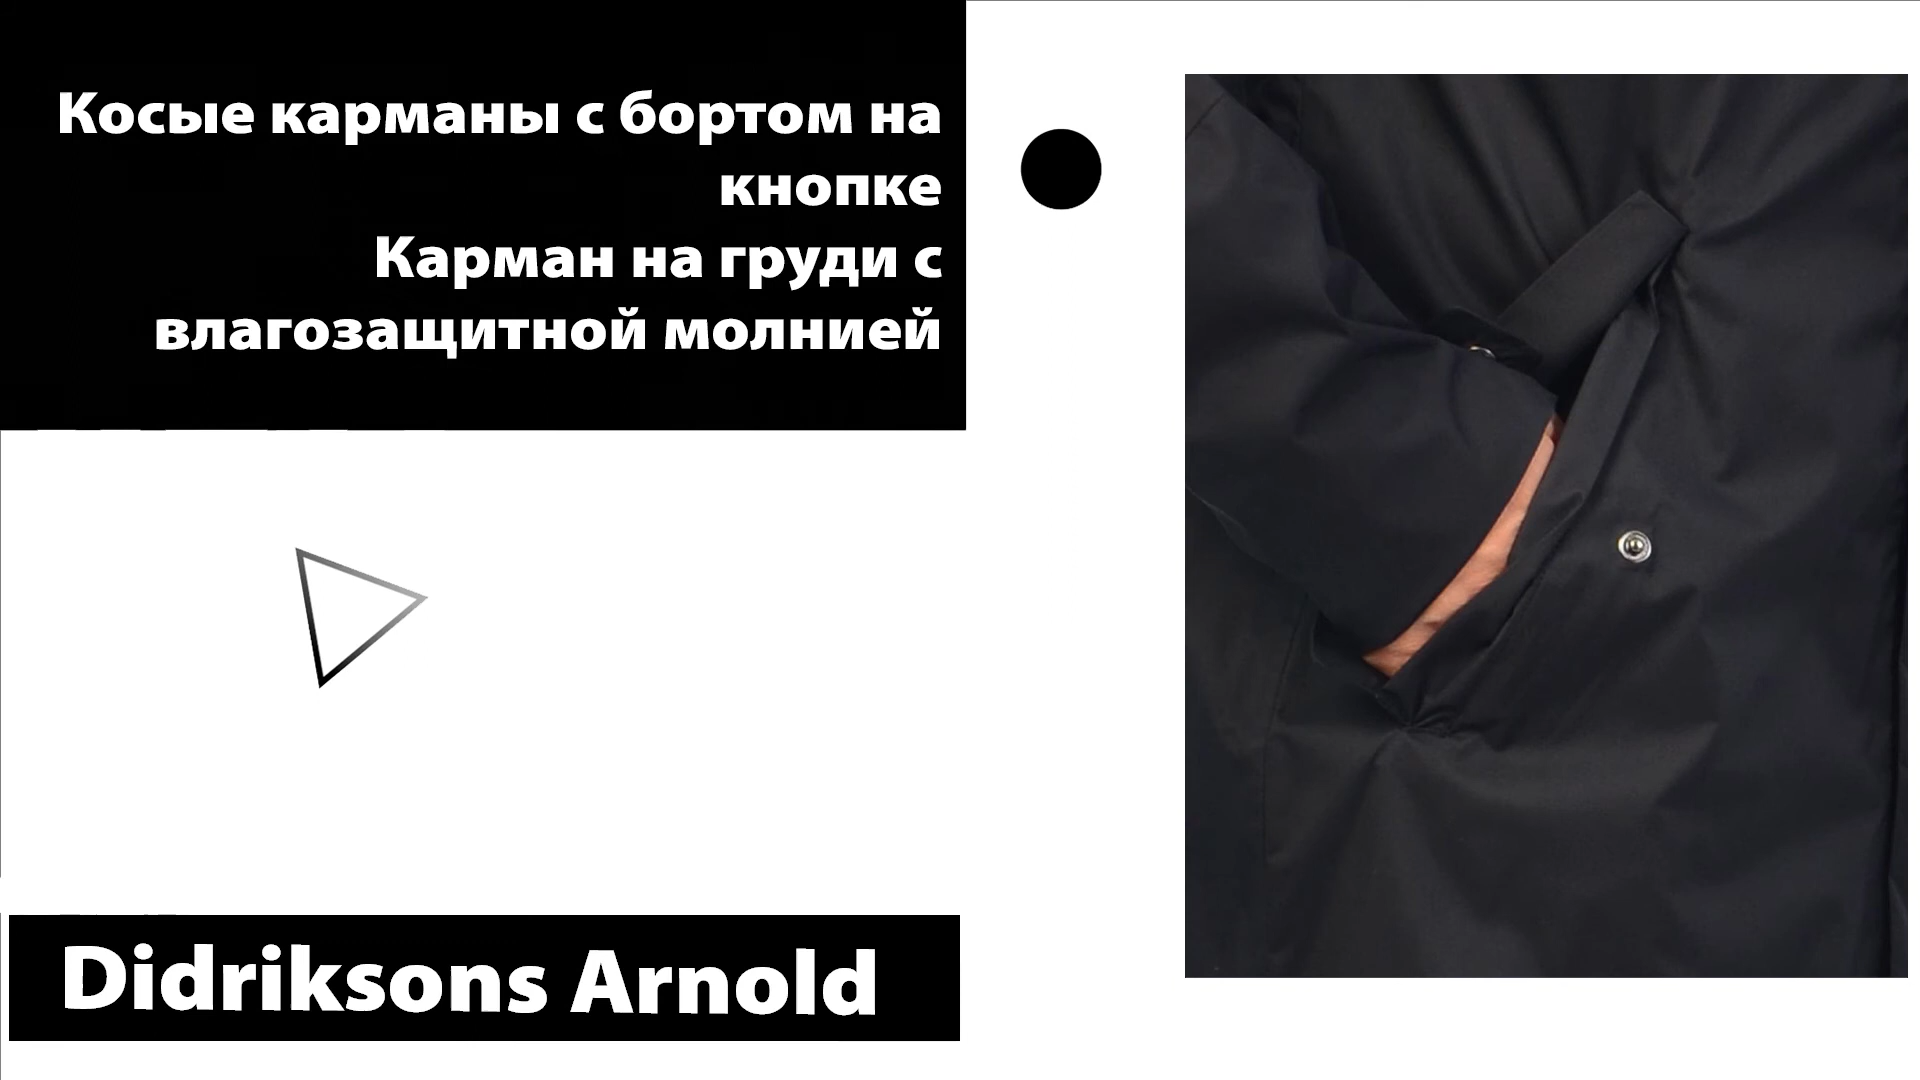 Косые карманы с бортом на
кнопке
Карман на груди с
влагозащитной молнией
Didriksons Arnold